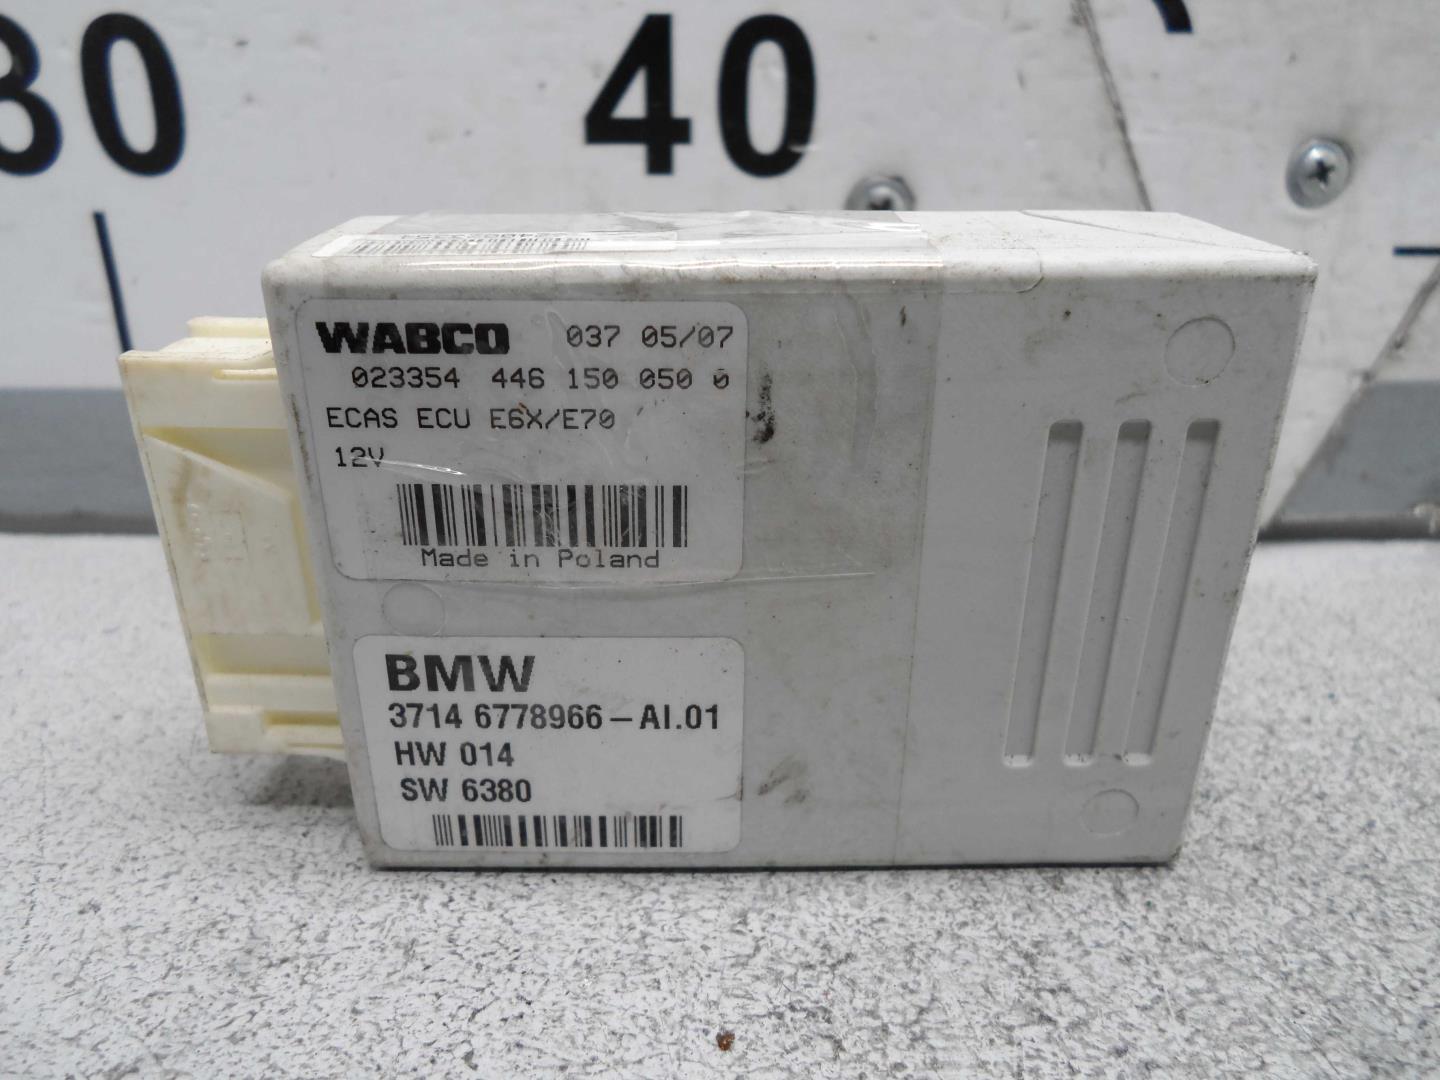 30
40
WABCO 037 05/07
023354 446 150 050 0
ECAS ECU E6X/E70
12V
Made in Poland
BMW
3714 6778966-AI.01
HW 014
SW 6380